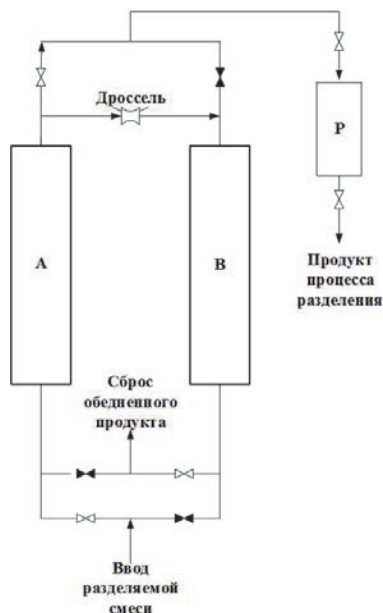 Дроссель
Р
А
В
Продукт
процесса
разделения
Сброс
обедненного
продукта
Ввод
разделяемой
смеси